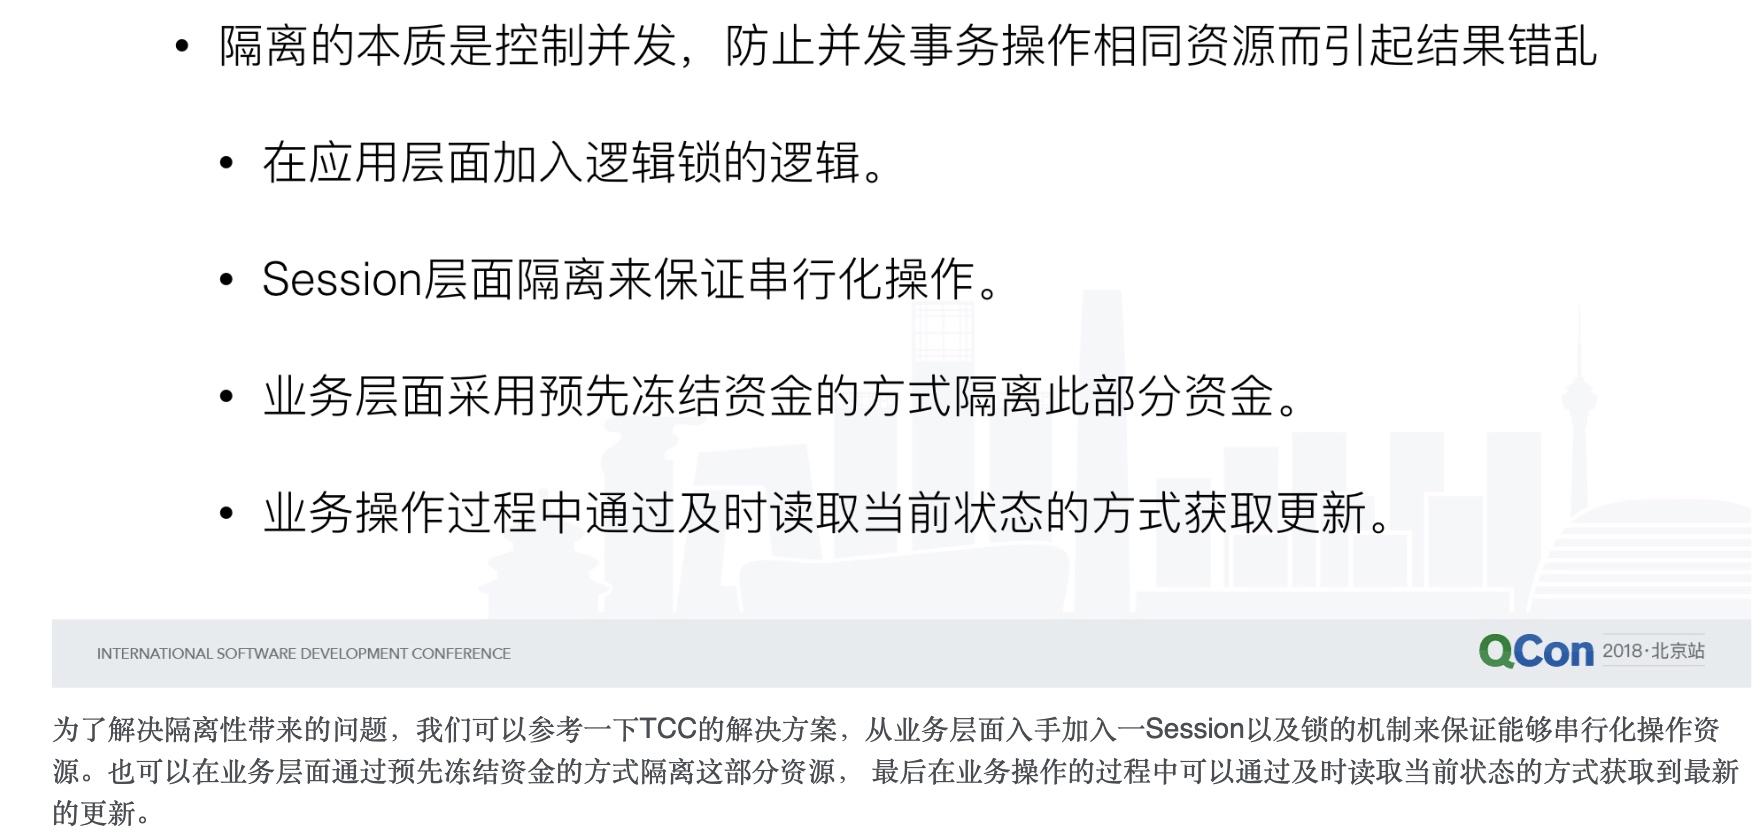 • 隔离的本质是控制并发，防止并发事务操作相同资源而引起结果错乱
• 在应用层面加入逻辑锁的逻辑。
• Session层面隔离来保证串行化操作。
• 业务层面采用预先冻结资金的方式隔离此部分资金。
• 业务操作过程中通过及时读取当前状态的方式获取更新。
INTERNATIONAL SOFTWARE DEVELOPMENT CONFERENCE
QCon 2018·北京站
为了解决隔离性带来的问题，我们可以参考一下TCC的解决方案，从业务层面入手加入一Session以及锁的机制来保证能够串行化操作资
源。也可以在业务层面通过预先冻结资金的方式隔离这部分资源， 最后在业务操作的过程中可以通过及时读取当前状态的方式获取到最新
的更新。